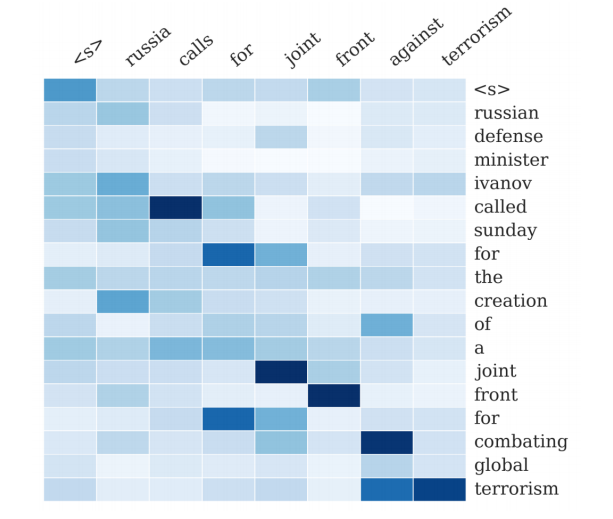 <s> russia calls for joint front against terrorism
<s>
russian
defense
minister
ivanov
called
sunday
for
the
creation
of
a
joint
front
for
combating
global
terrorism